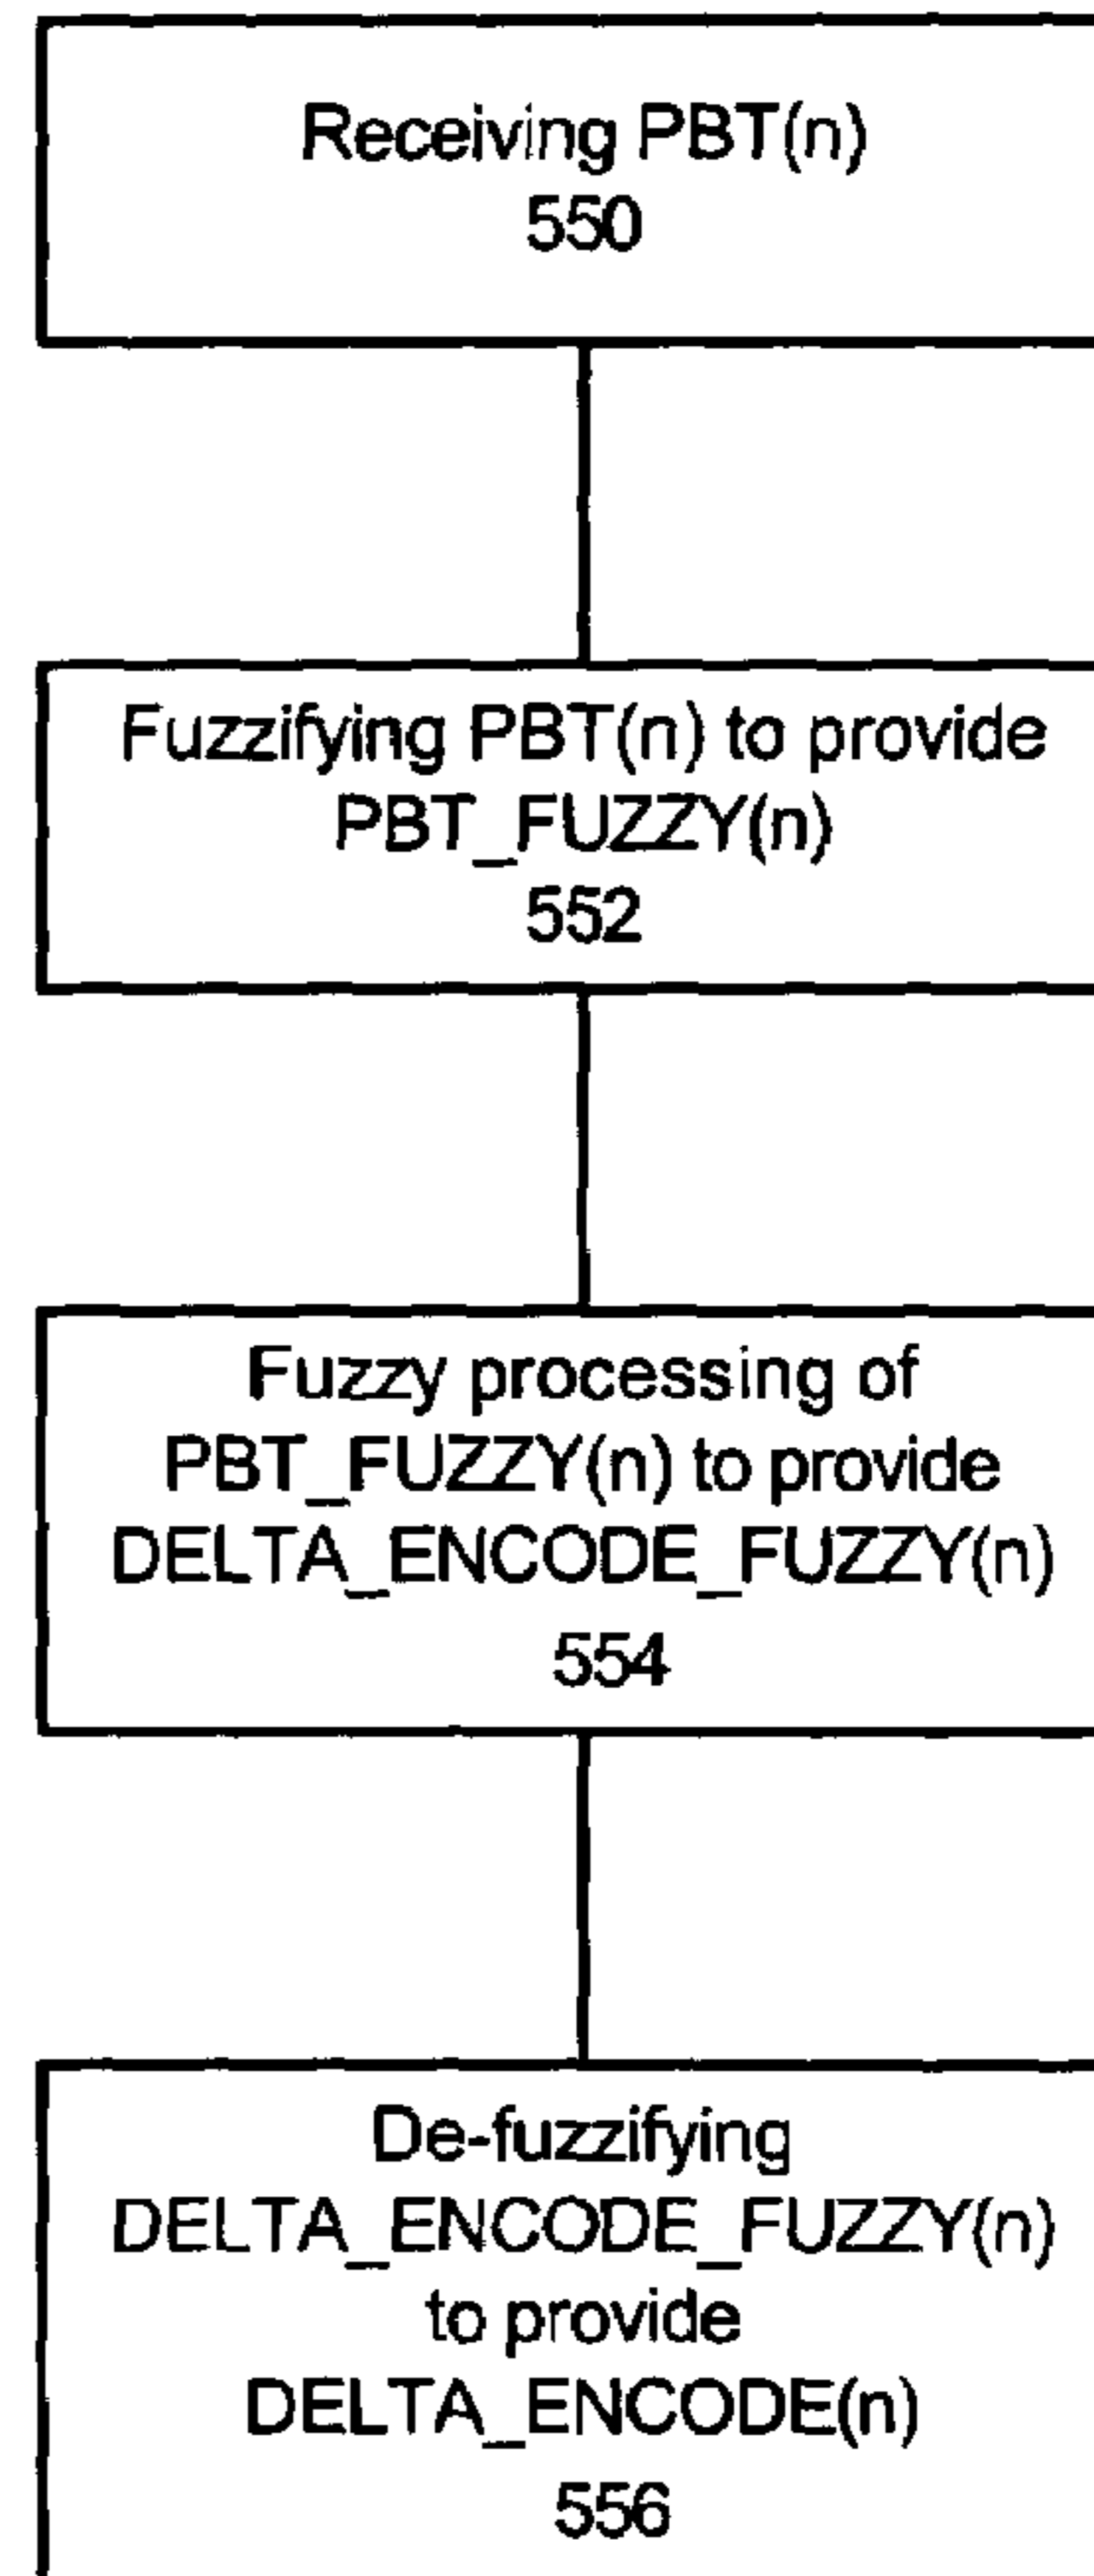 Receiving PBT(n)
550
Fuzzifying PBT(n) to provide
PBT_FUZZY(n)
552
Fuzzy processing of
PBT_FUZZY(n) to provide
DELTA_ENCODE_FUZZY(n)
554
De-fuzzifying
DELTA_ENCODE_FUZZY(n)
to provide
DELTA_ENCODE(n)
556